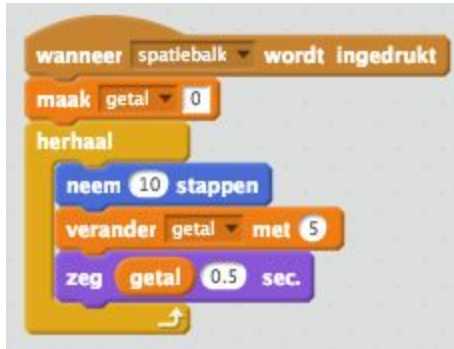 wanneer spatiebalk wordt ingedrukt
maak getal 0
herhaal
neem 10 stappen
verander getal met 5
zeg getal 0.5 sec.